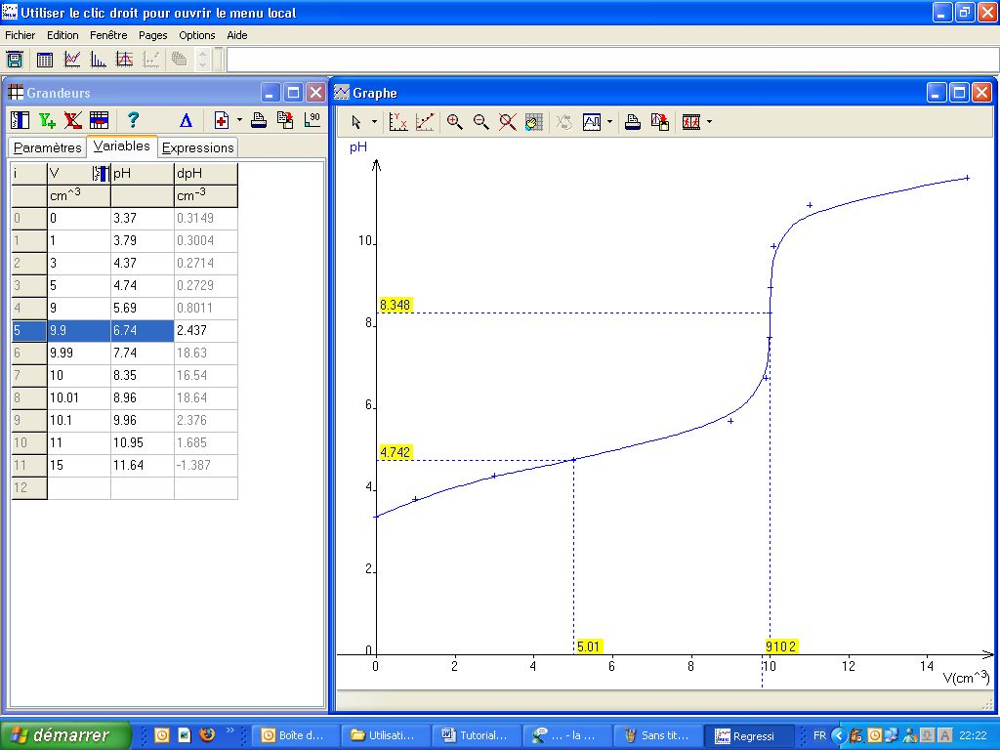 Utiliser le clic droit pour ouvrir le menu local
Fichier Edition Fenêtre Pages Options Aide
Grandeurs
Paramètres Variables Expressions
i V pH dpH
cm^3 cm⁻³
0 0 3.37 0.3149
1 1 3.79 0.3004
2 3 4.37 0.2714
3 5 4.74 0.2729
4 9 5.69 0.8011
5 9.9 6.74 2.437
6 9.99 7.74 18.63
7 10 8.35 16.54
8 10.01 8.96 18.64
9 10.1 9.96 2.376
10 11 10.95 1.685
11 15 11.64 -1.387
12
Graphe
pH
10
8.348
8
6
4.742
4
2
0
5.01
9102
0 2 4 6 8 10 12 14
V(cm^3)
démarrer
Boîte d...
Utilisati...
Tutorial...
... - la ...
Sans tit...
Regressi
FR
22:22